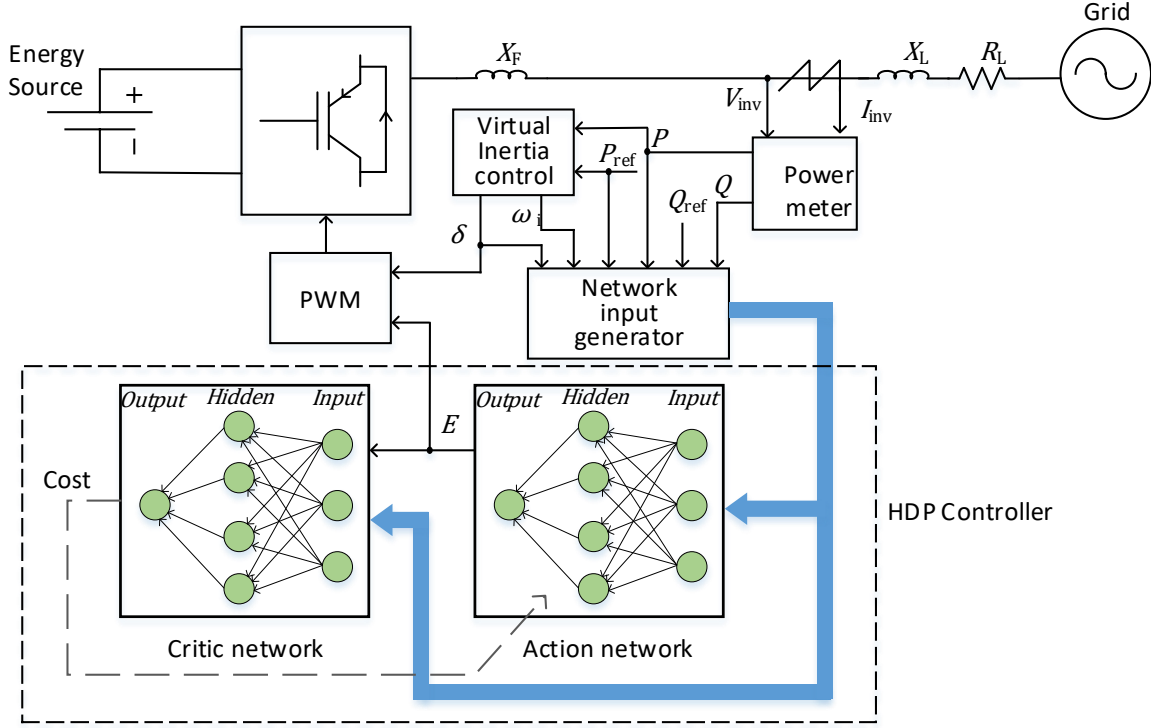 Grid
Energy
Source
X_F
X_L
R_L
+
−
V_inv
I_inv
Virtual
Inertia
control
P
P_ref
Power
meter
Q
Q_ref
ω_i
δ
PWM
Network
input
generator
Output
Hidden
Input
E
Output
Hidden
Input
Cost
HDP Controller
Critic network
Action network